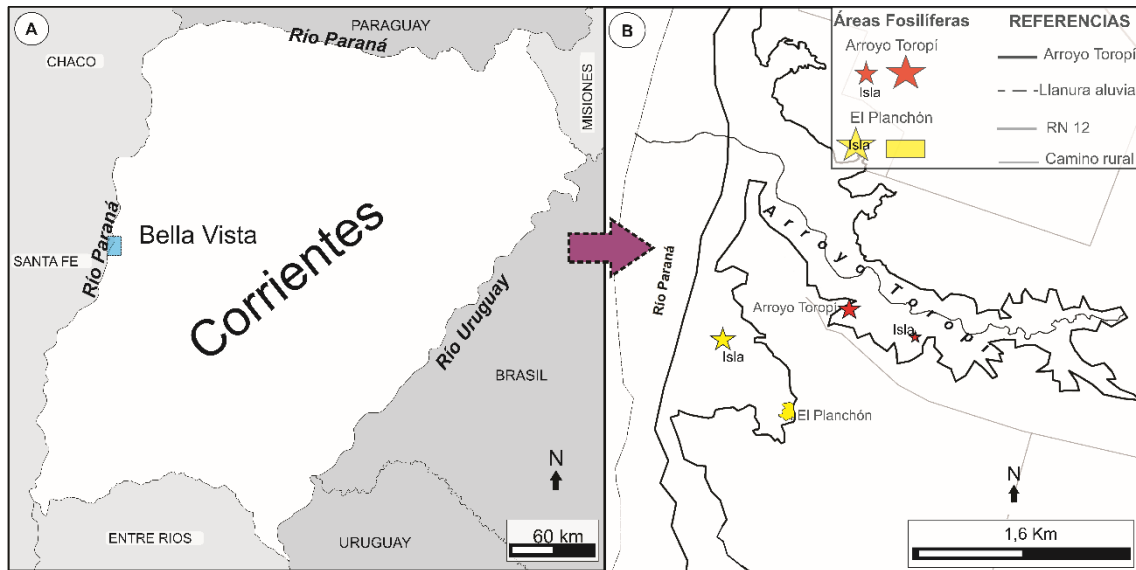 A
PARAGUAY
Río Paraná
CHACO
MISIONES
Río Paraná
Bella Vista
SANTA FE
Corrientes
Río Uruguay
BRASIL
N
ENTRE RIOS
URUGUAY
60 km
B
Áreas Fosilíferas
Arroyo Toropí
Isla
El Planchón
Isla
REFERENCIAS
Arroyo Toropí
Llanura aluvia
RN 12
Camino rural
Río Paraná
Arroyo Toropí
Arroyo Toropí
Isla
Isla
El Planchón
N
1,6 Km